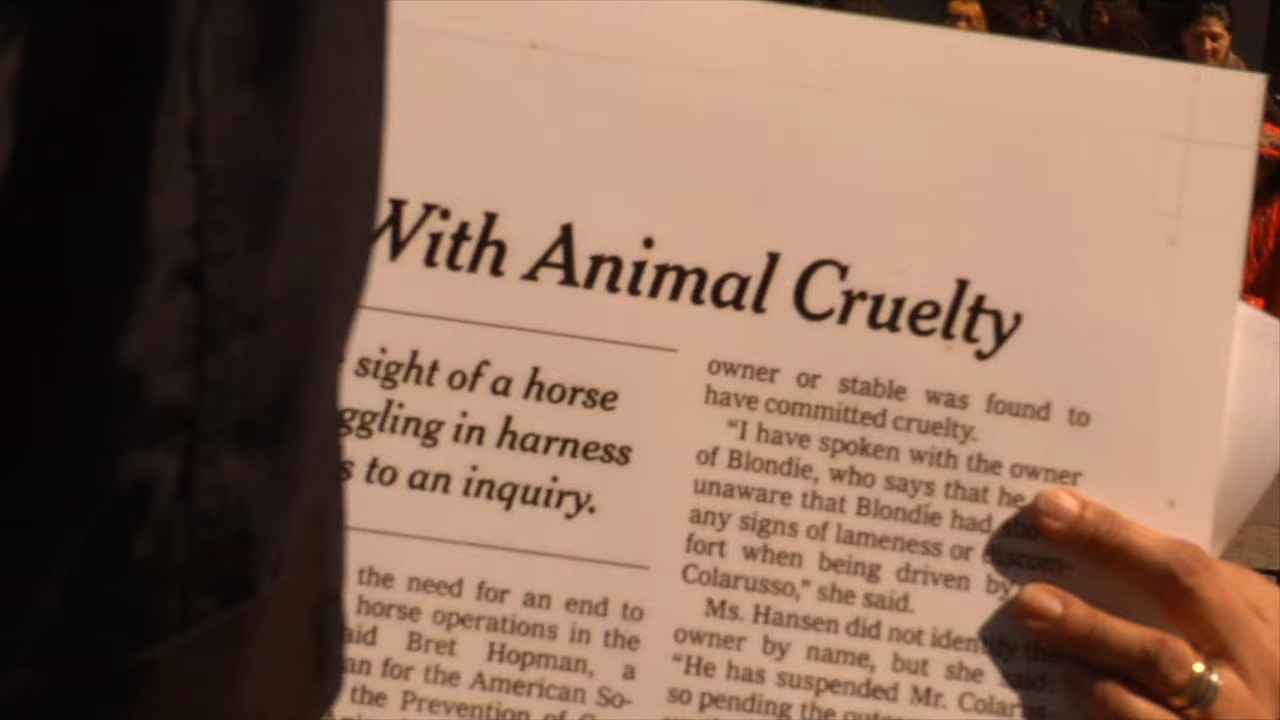 With Animal Cruelty
sight of a horse
ggling in harness
s to an inquiry.
the need for an end to
horse operations in the
aid Bret Hopman, a
an for the American So-
the Prevention of
owner or stable was found to
have committed cruelty.
“I have spoken with the owner
of Blondie, who says that he
unaware that Blondie had
any signs of lameness or discom-
fort when being driven by
Colarusso,” she said.
Ms. Hansen did not identify the
owner by name, but she said:
“He has suspended Mr. Colarus-
so pending the